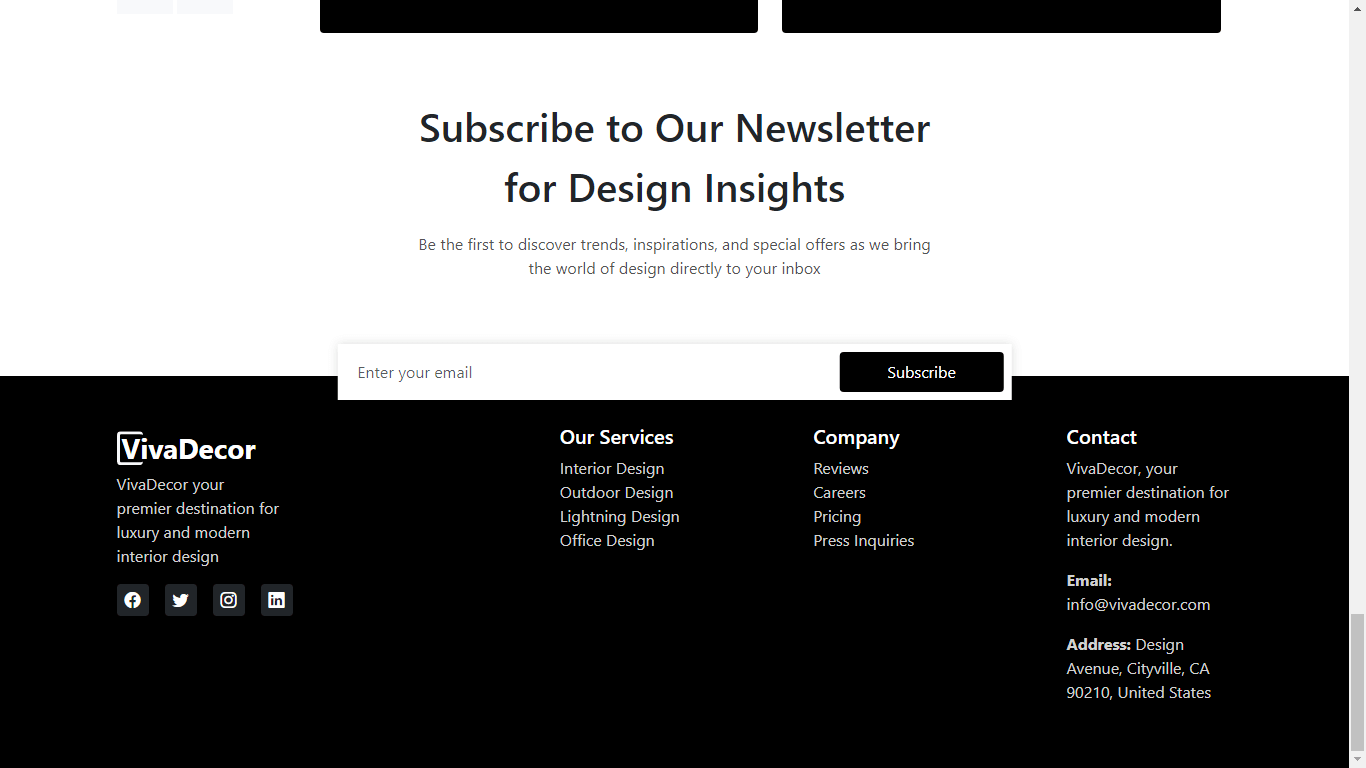 Subscribe to Our Newsletter
for Design Insights
Be the first to discover trends, inspirations, and special offers as we bring
the world of design directly to your inbox
Enter your email
Subscribe
VivaDecor
VivaDecor your
premier destination for
luxury and modern
interior design
Our Services
Interior Design
Outdoor Design
Lightning Design
Office Design
Company
Reviews
Careers
Pricing
Press Inquiries
Contact
VivaDecor, your
premier destination for
luxury and modern
interior design.
Email:
info@vivadecor.com
Address: Design
Avenue, Cityville, CA
90210, United States